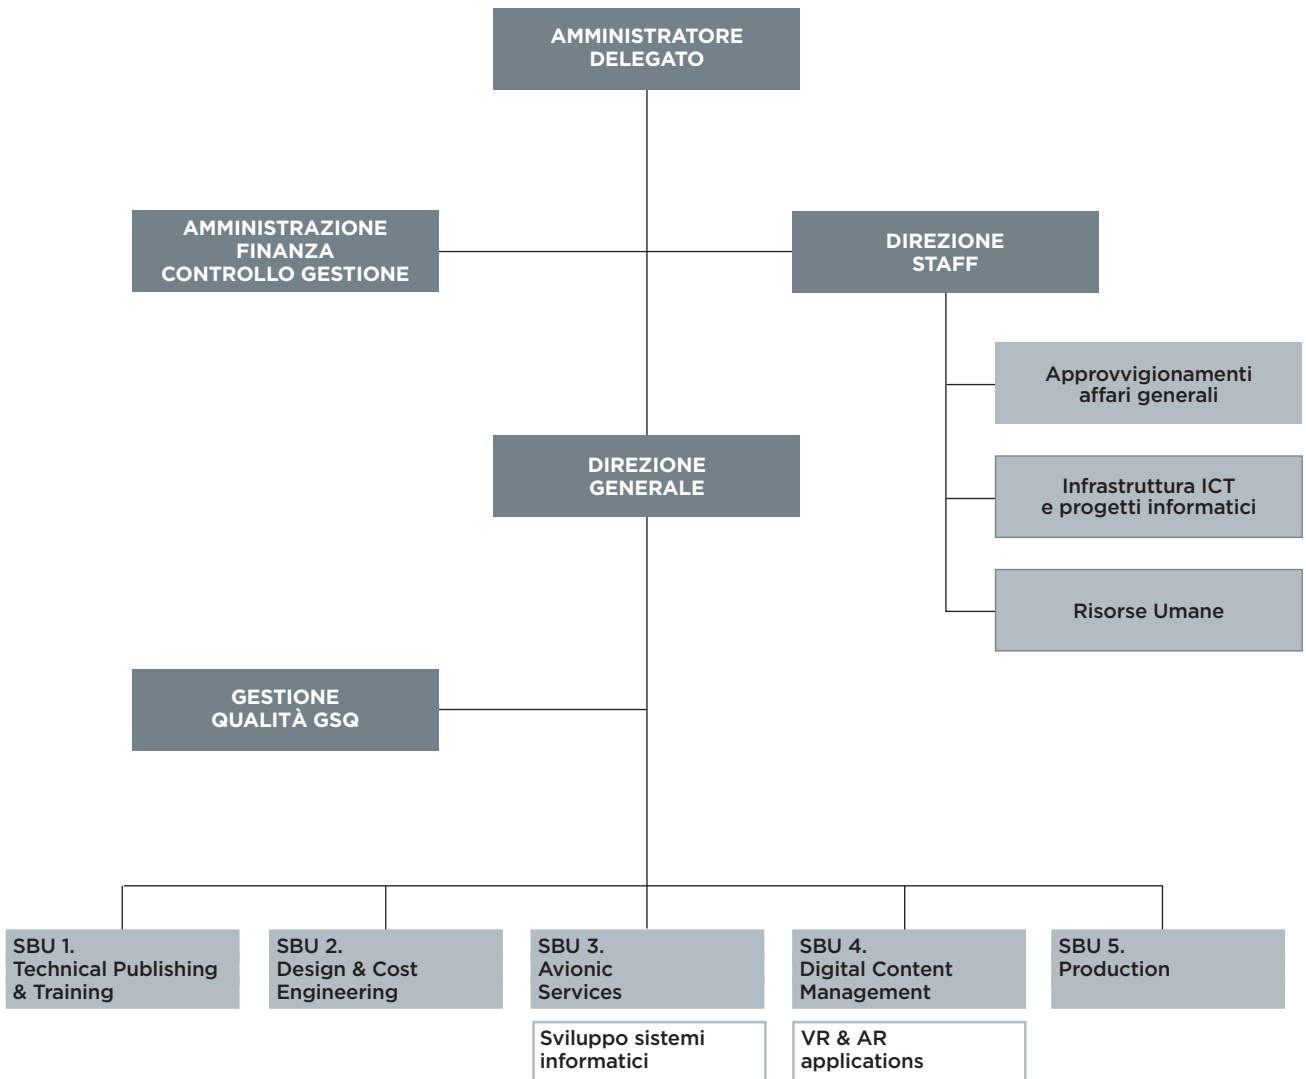 AMMINISTRATORE
DELEGATO
AMMINISTRAZIONE
FINANZA
CONTROLLO GESTIONE
DIREZIONE
STAFF
Approvvigionamenti
affari generali
DIREZIONE
GENERALE
Infrastruttura ICT
e progetti informatici
Risorse Umane
GESTIONE
QUALITÀ GSQ
SBU 1.
Technical Publishing
& Training
SBU 2.
Design & Cost
Engineering
SBU 3.
Avionic
Services
Sviluppo sistemi
informatici
SBU 4.
Digital Content
Management
VR & AR
applications
SBU 5.
Production